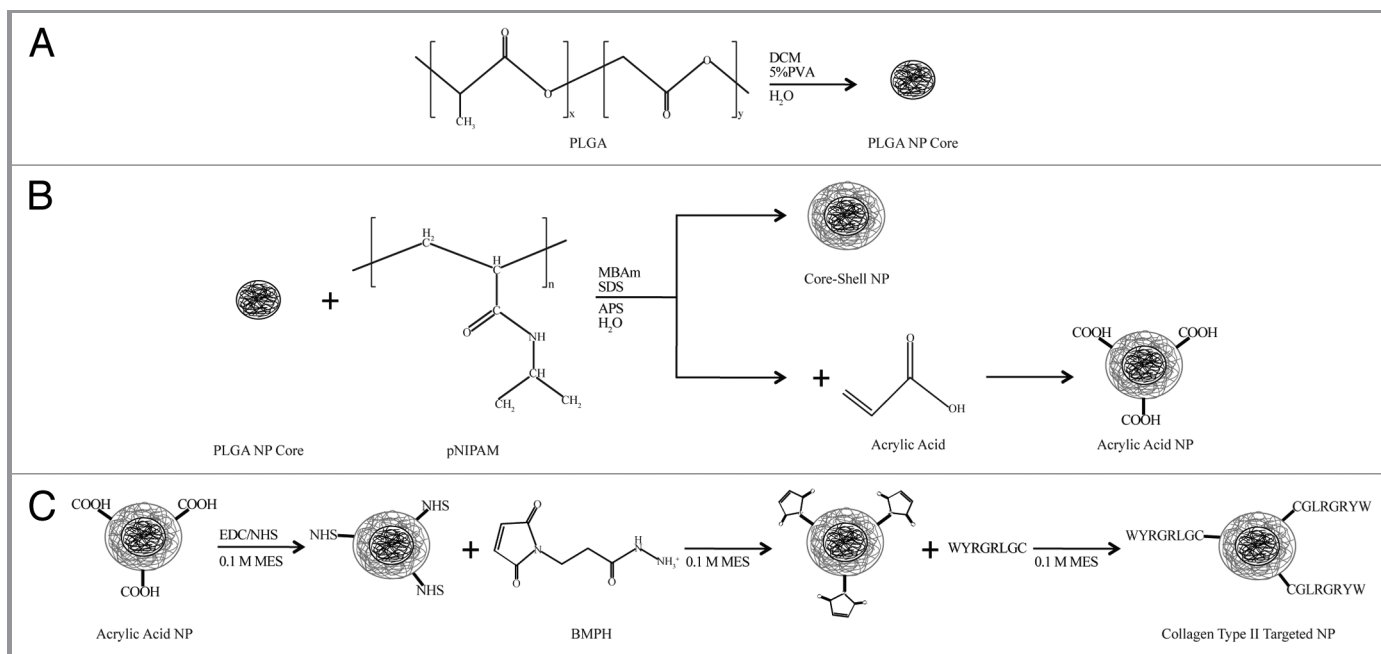 A
O
O
O
O
CH3
x
y
DCM
5%PVA
H2O
PLGA
PLGA NP Core
B
H2
C
H
C
n
C
O
NH
CH
CH2
CH2
+
MBAm
SDS
APS
H2O
Core-Shell NP
+
O
OH
COOH
COOH
COOH
PLGA NP Core
pNIPAM
Acrylic Acid
Acrylic Acid NP
C
COOH
COOH
COOH
EDC/NHS
0.1 M MES
NHS
NHS
NHS
+
O
N
O
O
H
N
NH3+
0.1 M MES
+
WYRGRLGC
0.1 M MES
CGLRGRYW
WYRGRLGC
CGLRGRYW
Acrylic Acid NP
BMPH
Collagen Type II Targeted NP